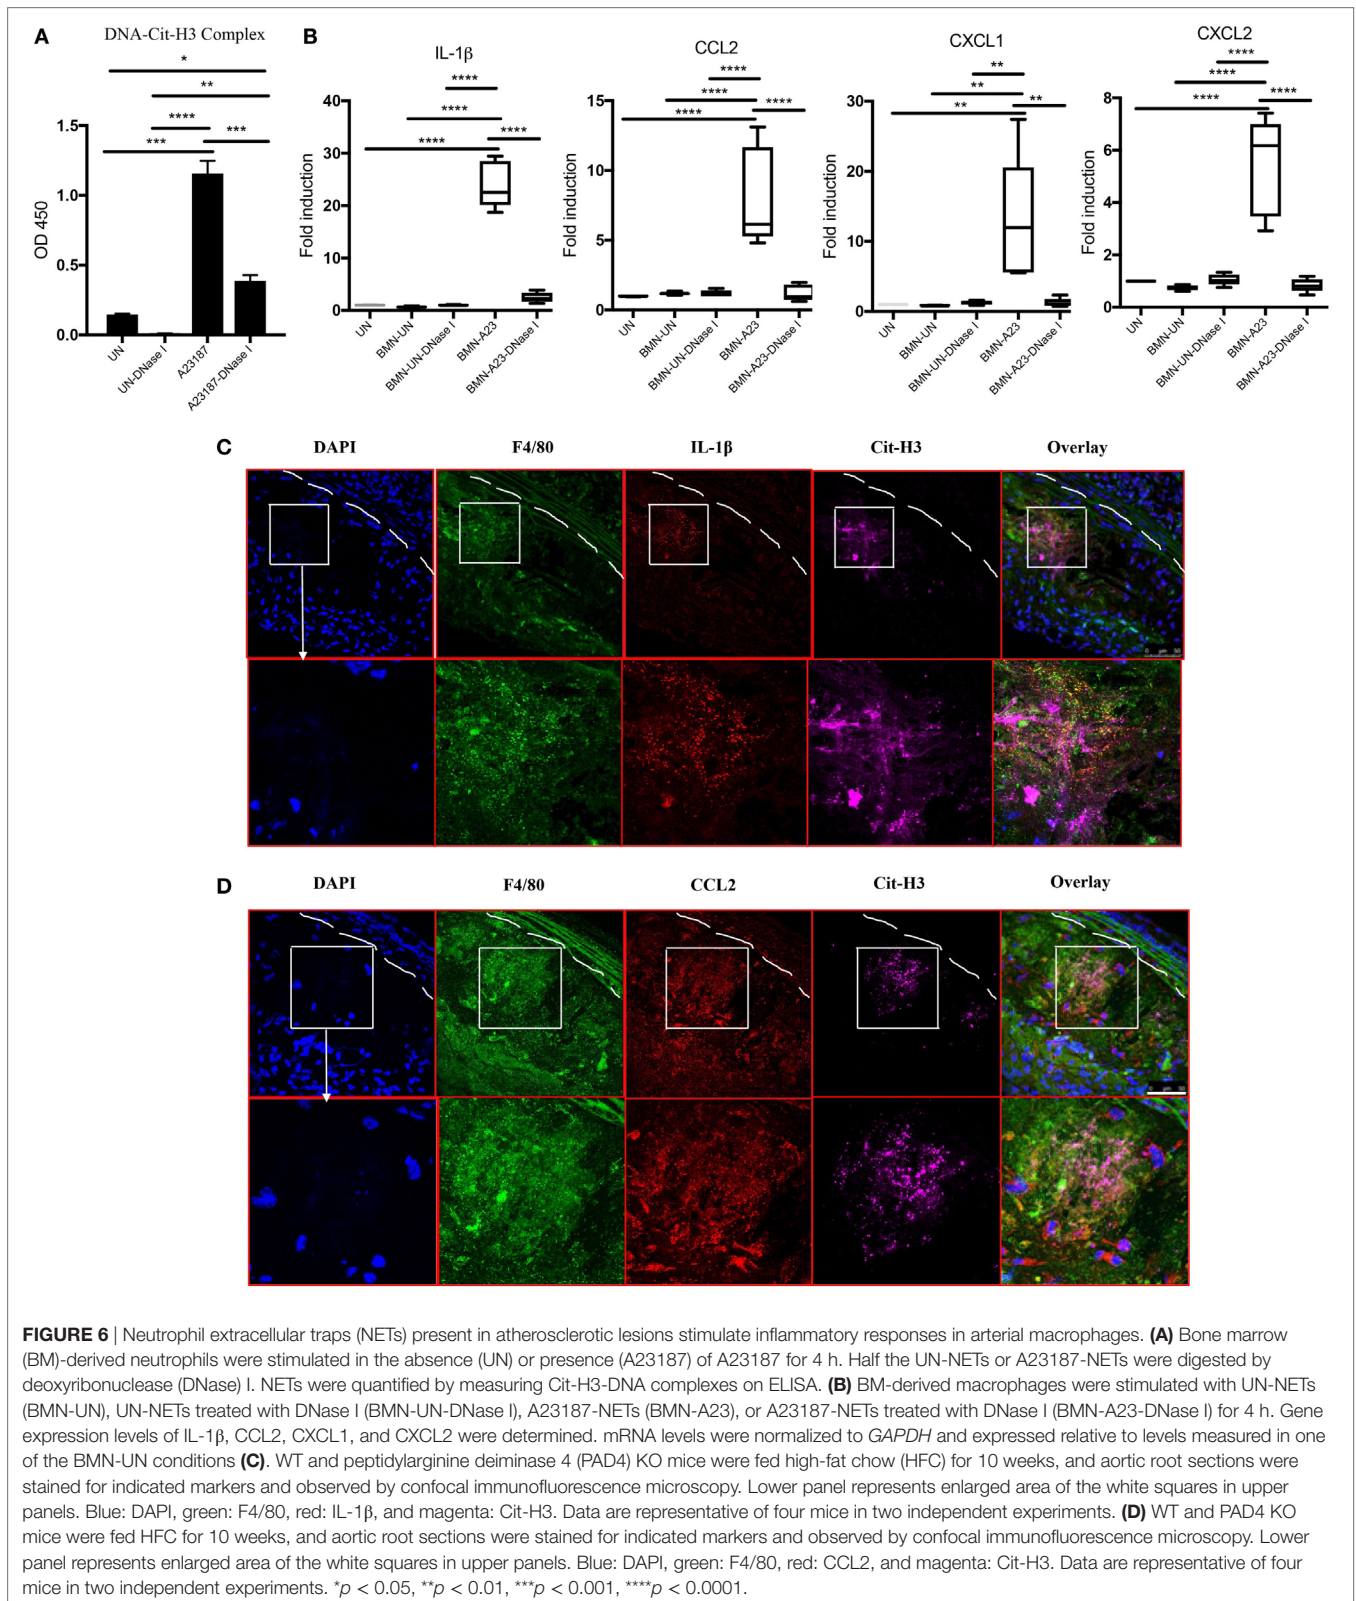 A
DNA-Cit-H3 Complex
*
**
****
***
***
OD 450
1.5
1.0
0.5
0.0
UN
UN-DNase I
A23187
A23187-DNase I
B
IL-1β
****
****
****
****
Fold induction
40
30
20
10
0
UN
BMN-UN
BMN-UN-DNase I
BMN-A23
BMN-A23-DNase I
CCL2
****
****
****
****
Fold induction
15
10
5
0
UN
BMN-UN
BMN-UN-DNase I
BMN-A23
BMN-A23-DNase I
CXCL1
**
**
**
**
Fold induction
30
20
10
0
UN
BMN-UN
BMN-UN-DNase I
BMN-A23
BMN-A23-DNase I
CXCL2
****
****
****
****
Fold induction
8
6
4
2
0
UN
BMN-UN
BMN-UN-DNase I
BMN-A23
BMN-A23-DNase I
C
DAPI F4/80 IL-1β Cit-H3 Overlay
0 µm 50
D
DAPI F4/80 CCL2 Cit-H3 Overlay
0 µm 50
FIGURE 6 | Neutrophil extracellular traps (NETs) present in atherosclerotic lesions stimulate inflammatory responses in arterial macrophages. (A) Bone marrow
(BM)-derived neutrophils were stimulated in the absence (UN) or presence (A23187) of A23187 for 4 h. Half the UN-NETs or A23187-NETs were digested by
deoxyribonuclease (DNase) I. NETs were quantified by measuring Cit-H3-DNA complexes on ELISA. (B) BM-derived macrophages were stimulated with UN-NETs
(BMN-UN), UN-NETs treated with DNase I (BMN-UN-DNase I), A23187-NETs (BMN-A23), or A23187-NETs treated with DNase I (BMN-A23-DNase I) for 4 h. Gene
expression levels of IL-1β, CCL2, CXCL1, and CXCL2 were determined. mRNA levels were normalized to GAPDH and expressed relative to levels measured in one
of the BMN-UN conditions (C). WT and peptidylarginine deiminase 4 (PAD4) KO mice were fed high-fat chow (HFC) for 10 weeks, and aortic root sections were
stained for indicated markers and observed by confocal immunofluorescence microscopy. Lower panel represents enlarged area of the white squares in upper
panels. Blue: DAPI, green: F4/80, red: IL-1β, and magenta: Cit-H3. Data are representative of four mice in two independent experiments. (D) WT and PAD4 KO
mice were fed HFC for 10 weeks, and aortic root sections were stained for indicated markers and observed by confocal immunofluorescence microscopy. Lower
panel represents enlarged area of the white squares in upper panels. Blue: DAPI, green: F4/80, red: CCL2, and magenta: Cit-H3. Data are representative of four
mice in two independent experiments. *p < 0.05, **p < 0.01, ***p < 0.001, ****p < 0.0001.